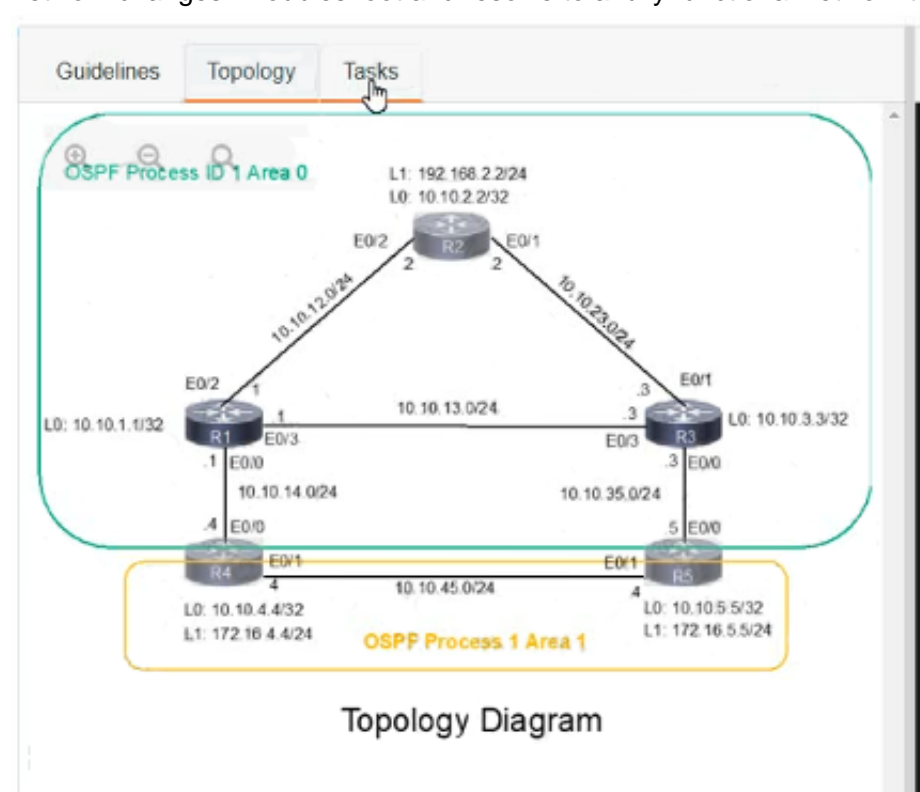 Guidelines
Topology
Tasks
OSPF Process ID 1 Area 0
L1: 192.168.2.2/24
L0: 10.10.2.2/32
E0/2
R2
E0/1
2
2
10.10.12.0/24
10.10.23.0/24
E0/2
1
.3
E0/1
L0: 10.10.1.1/32
R1
.1
E0/3
10.10.13.0/24
.3
E0/3
R3
L0: 10.10.3.3/32
.1
E0/0
.3
E0/0
10.10.14.0/24
10.10.35.0/24
.4
E0/0
5
E0/0
R4
E0/1
4
10.10.45.0/24
E0/1
.4
R5
L0: 10.10.4.4/32
L1: 172.16 4.4/24
OSPF Process 1 Area 1
L0: 10.10.5.5/32
L1: 172.16.5.5/24
Topology Diagram